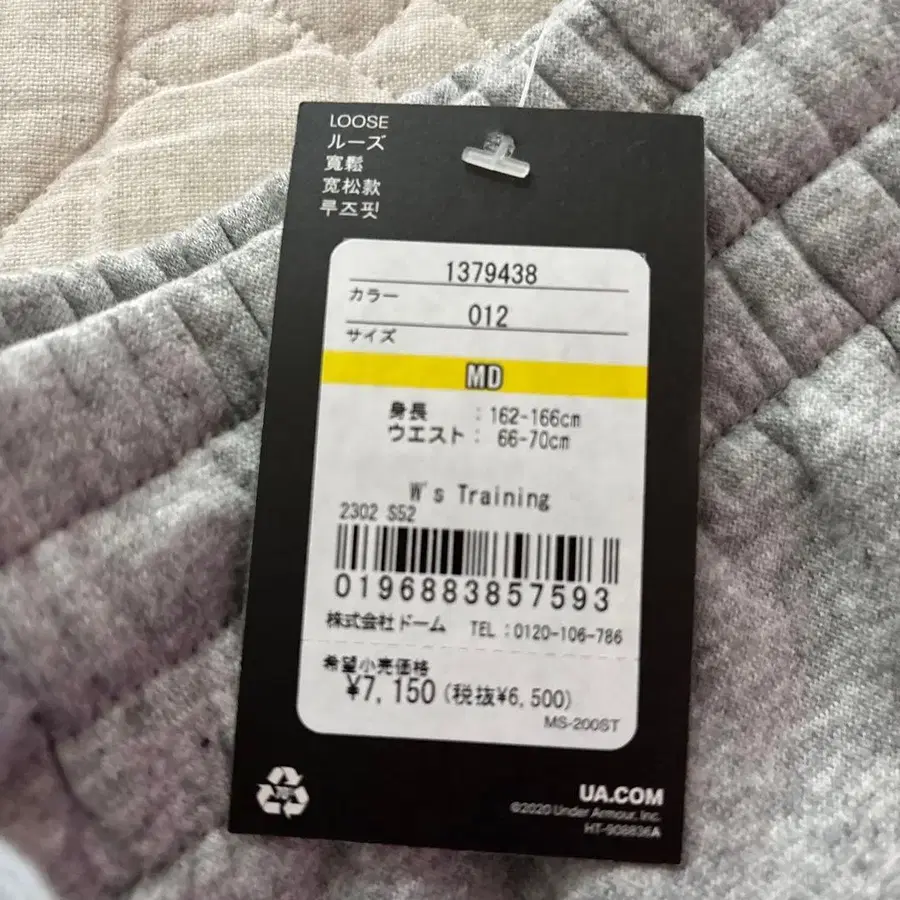 LOOSE
ルーズ
寬鬆
宽松款
루즈핏
1379438
カラー
012
サイズ
MD
身長 : 162-166cm
ウエスト : 66-70cm
W's Training
2302 S52
0196883857593
株式会社ドーム TEL:0120-106-786
希望小売価格
¥7,150(税抜¥6,500)
MS-200ST
UA.COM
©2020 Under Armour, Inc.
HT-908836A